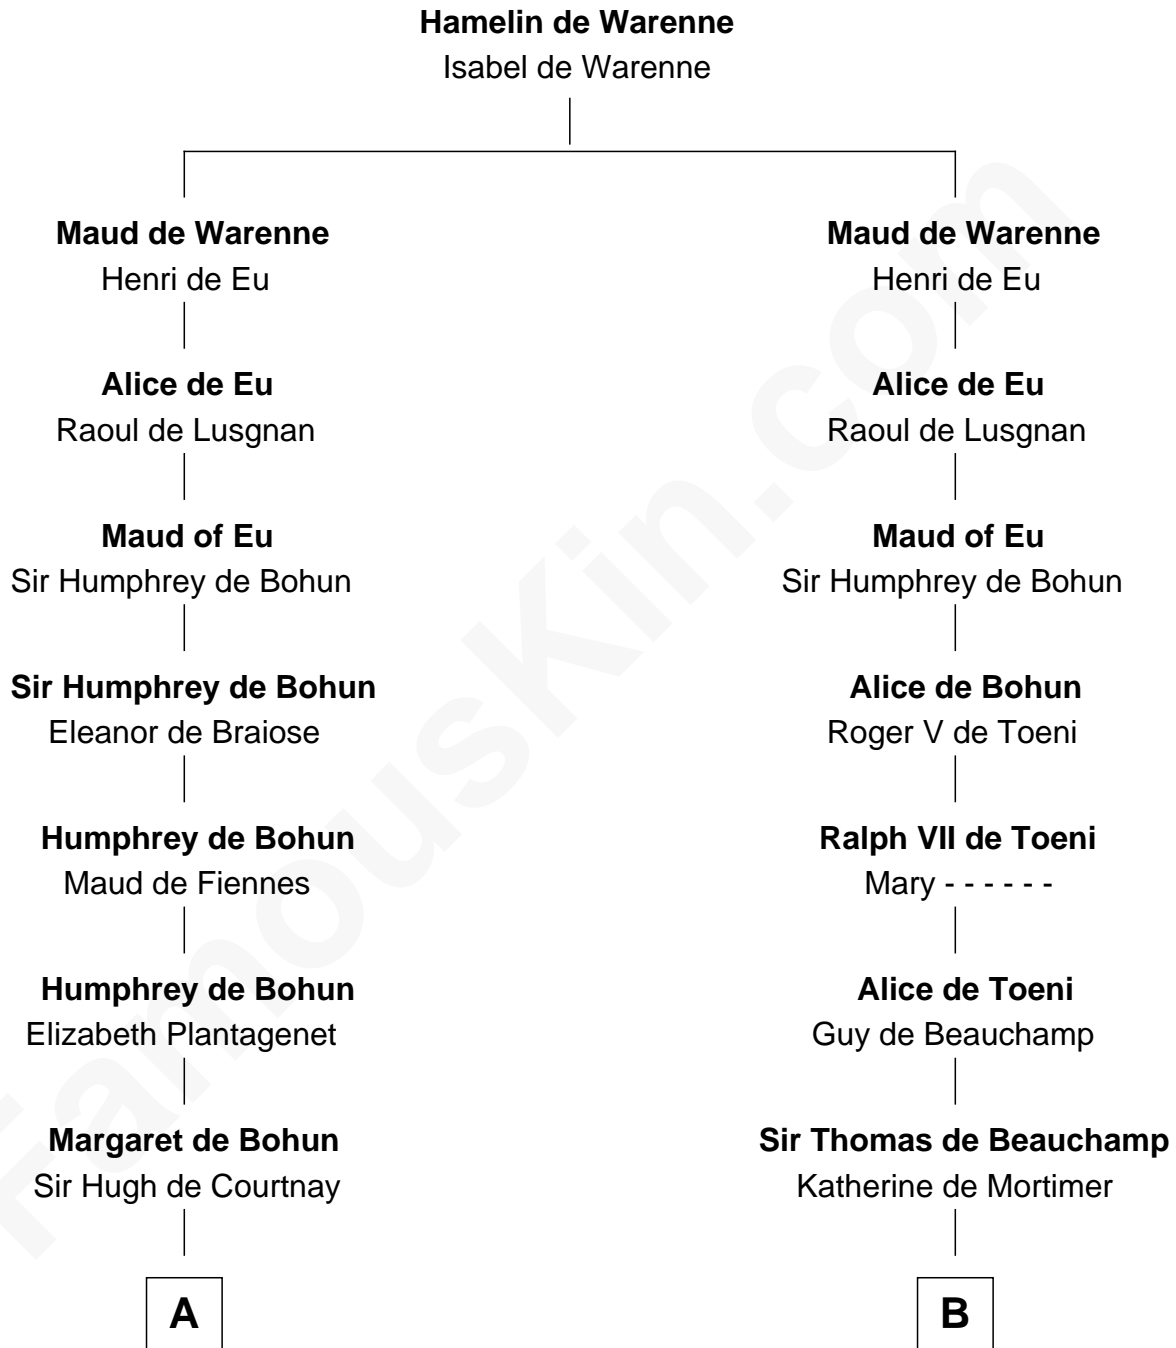 Hamelin de Warenne
Isabel de Warenne
Maud de Warenne
Henri de Eu
Alice de Eu
Raoul de Lusgnan
Maud of Eu
Sir Humphrey de Bohun
Sir Humphrey de Bohun
Eleanor de Braiose
Humphrey de Bohun
Maud de Fiennes
Humphrey de Bohun
Elizabeth Plantagenet
Margaret de Bohun
Sir Hugh de Courtnay
A
Maud de Warenne
Henri de Eu
Alice de Eu
Raoul de Lusgnan
Maud of Eu
Sir Humphrey de Bohun
Alice de Bohun
Roger V de Toeni
Ralph VII de Toeni
Mary - - - - - -
Alice de Toeni
Guy de Beauchamp
Sir Thomas de Beauchamp
Katherine de Mortimer
B
FamousKin.com